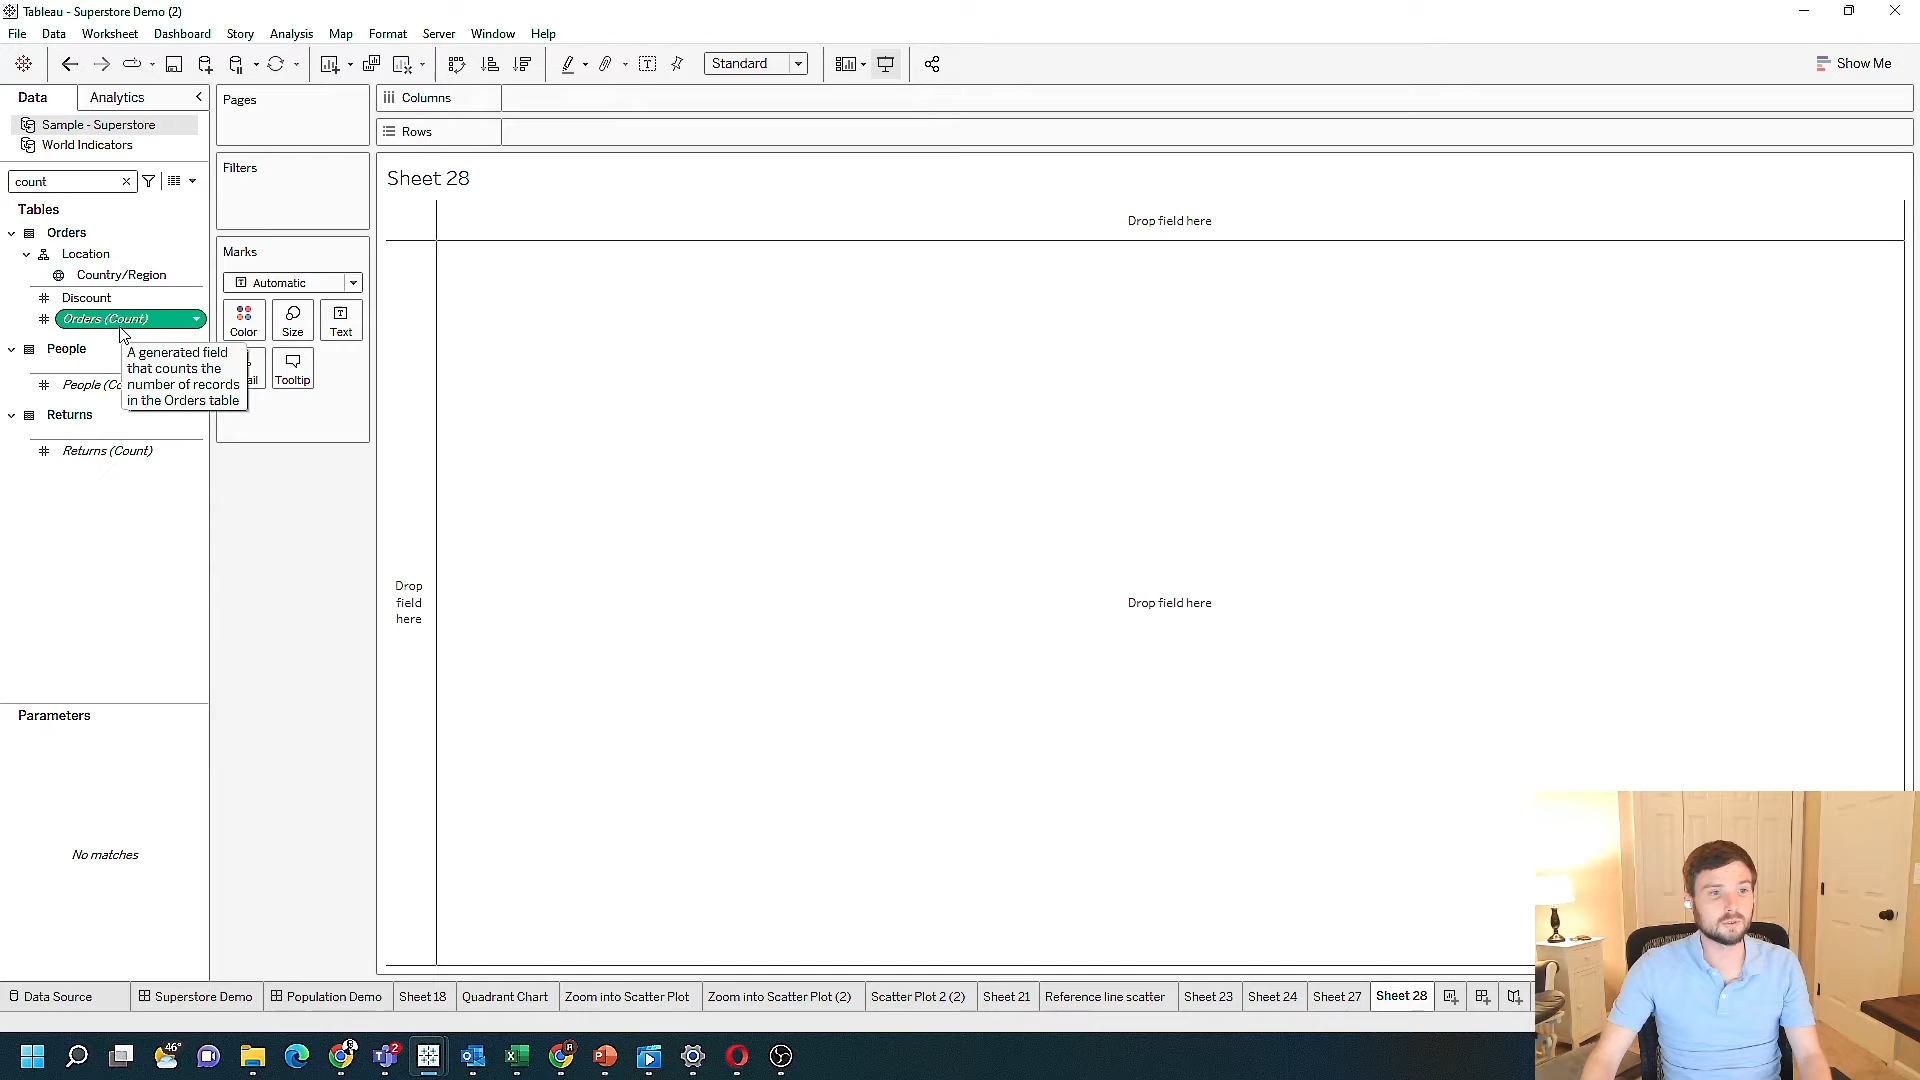 Tableau - Superstore Demo (2)
File Data Worksheet Dashboard Story Analysis Map Format Server Window Help
Standard
Show Me
Data Analytics
Sample - Superstore
World Indicators
count
Tables
Orders
Location
Country/Region
Discount
Orders (Count)
People
People (Co
Returns
Returns (Count)
A generated field
that counts the
number of records
in the Orders table
Parameters
No matches
Pages
Filters
Marks
Automatic
Color Size Text
ail Tooltip
Columns
Rows
Sheet 28
Drop field here
Drop
field
here
Drop field here
Data Source Superstore Demo Population Demo Sheet 18 Quadrant Chart Zoom into Scatter Plot Zoom into Scatter Plot (2) Scatter Plot 2 (2) Sheet 21 Reference line scatter Sheet 23 Sheet 24 Sheet 27 Sheet 28
46°
2